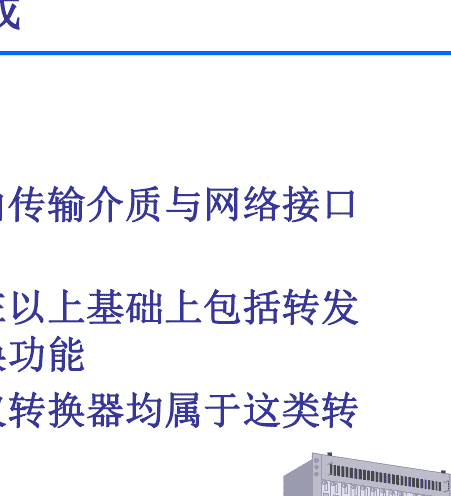 成
传输介质与网络接口
在以上基础上包括转发
换功能
议转换器均属于这类转